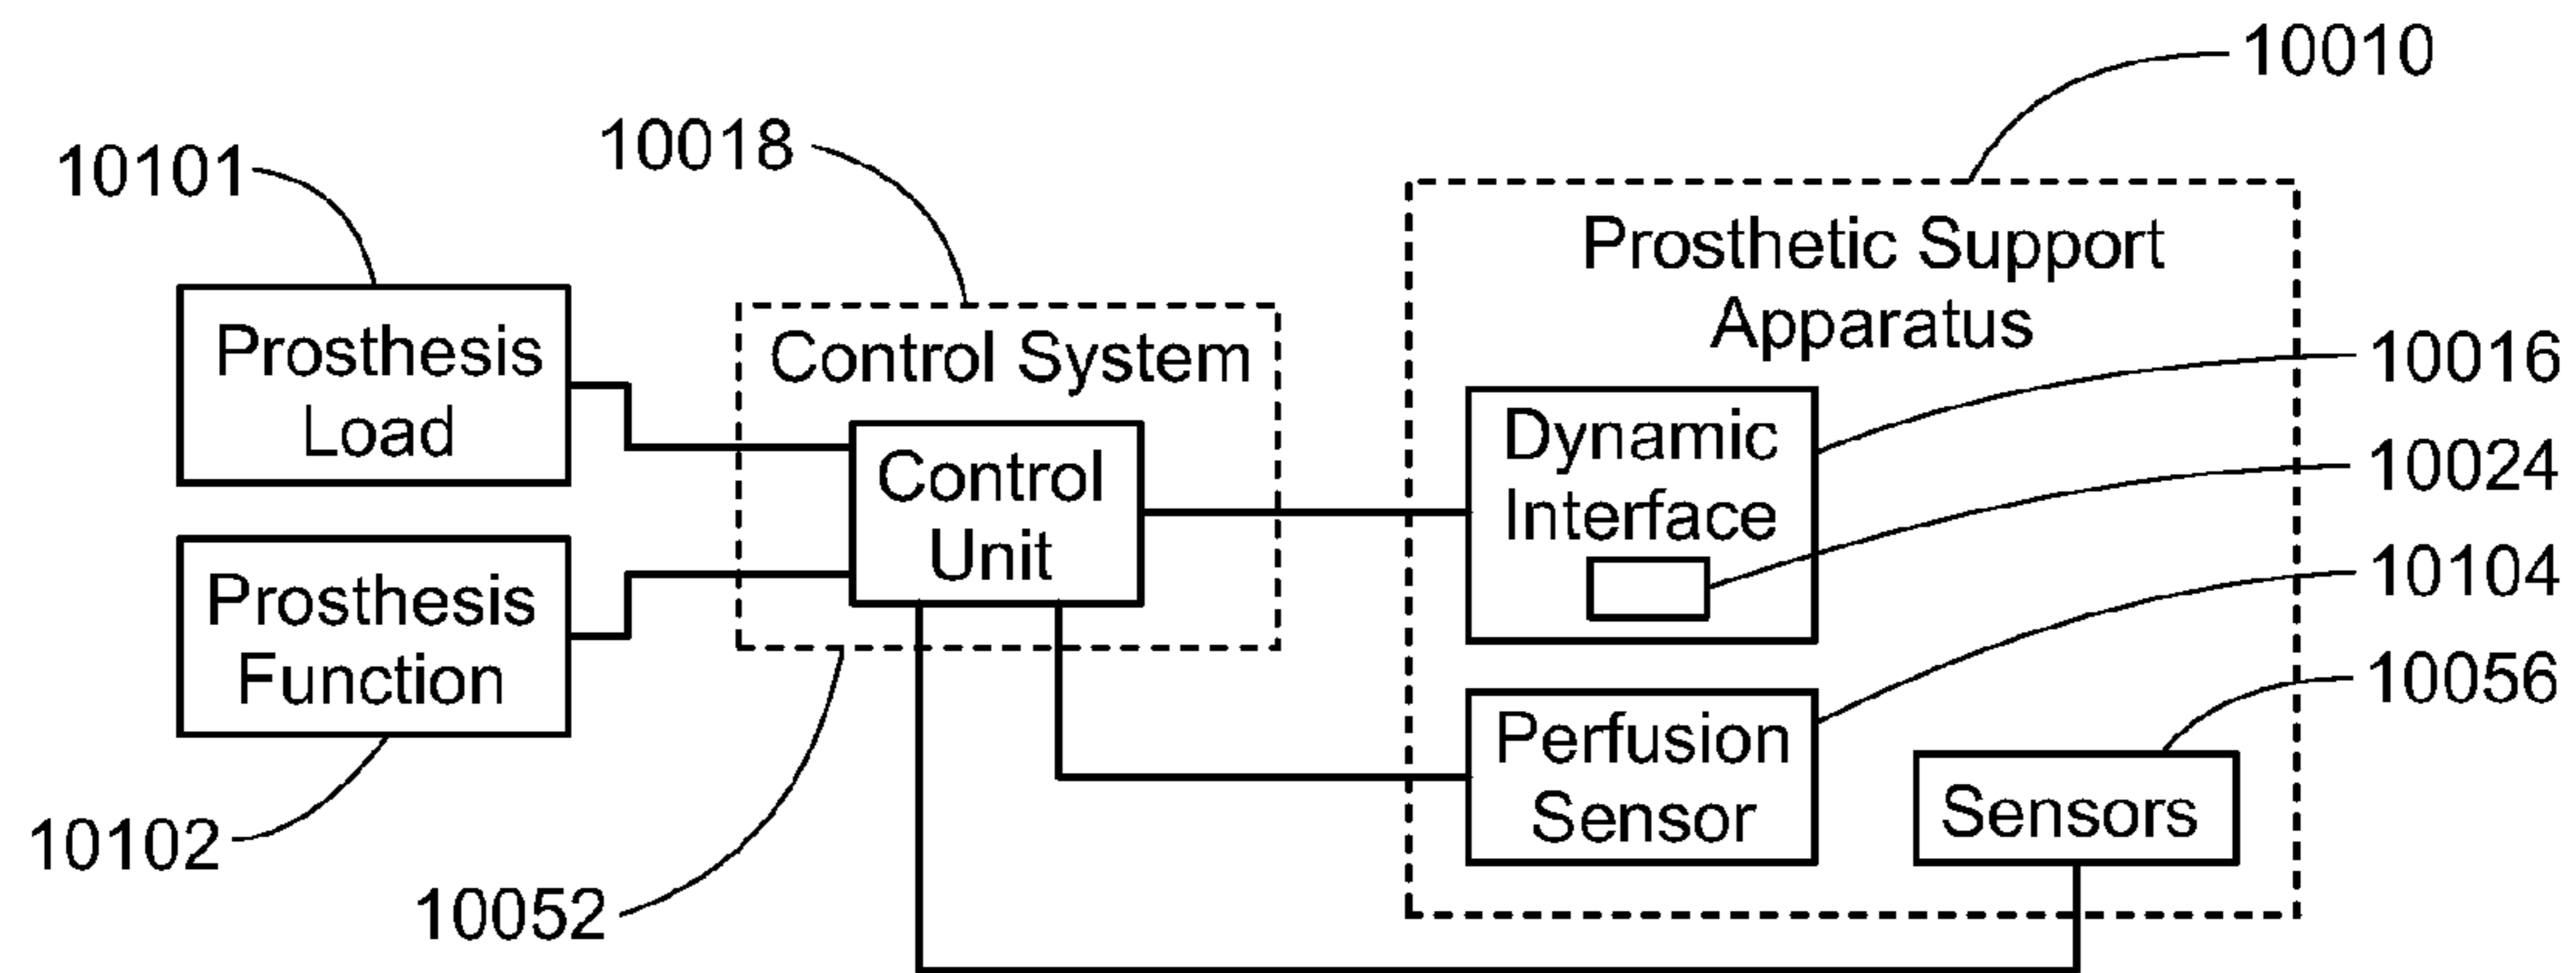 10010
10018
10101
Prosthetic Support
Apparatus
Prosthesis
Load
Control System
10016
Dynamic
Interface
10024
Control
Unit
10104
Prosthesis
Function
10056
Perfusion
Sensor
Sensors
10102
10052